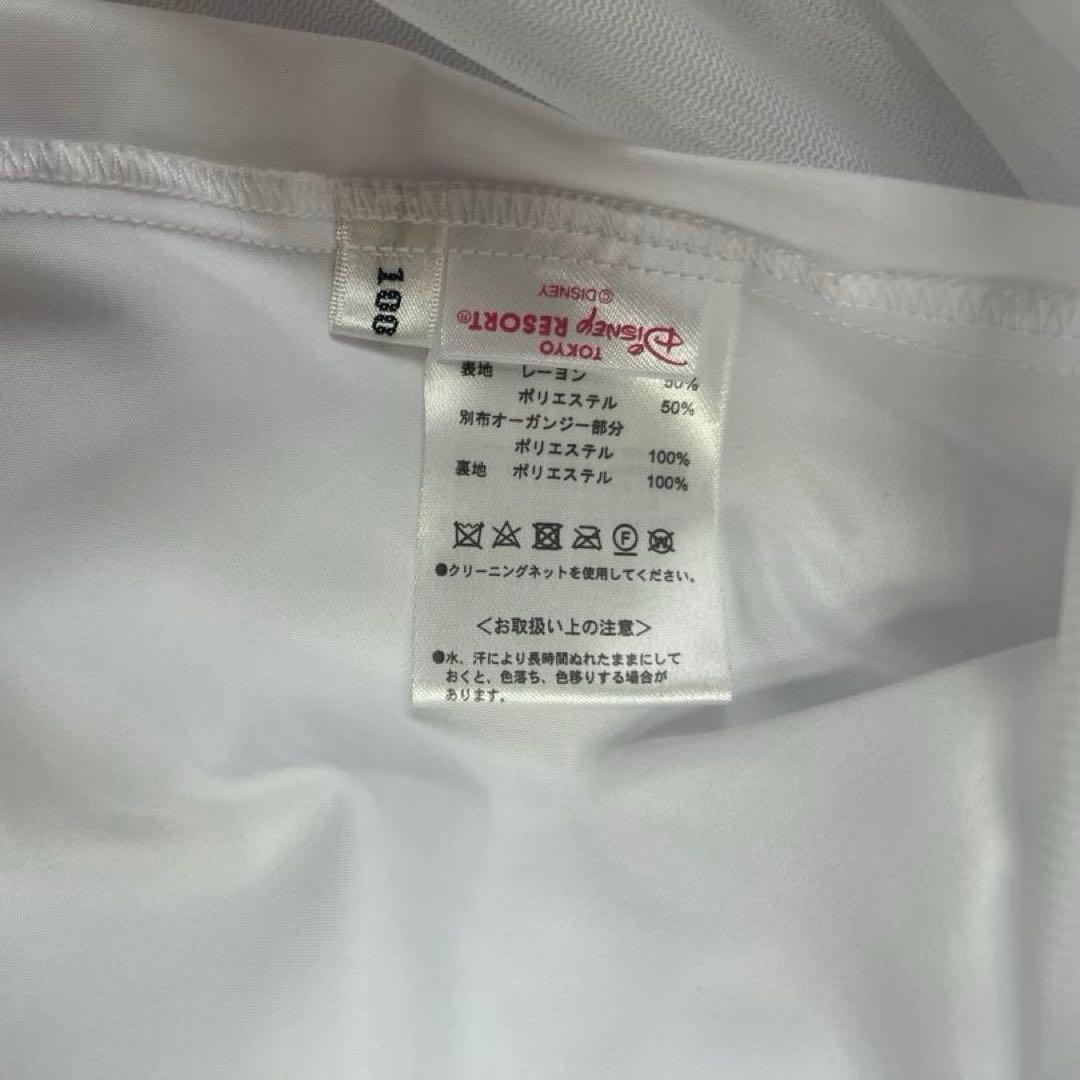 100
TOKYO
Disney RESORT®
©DISNEY
表地 レーヨン 50%
ポリエステル 50%
別布オーガンジー部分
ポリエステル 100%
裏地 ポリエステル 100%
F W
●クリーニングネットを使用してください。
<お取扱い上の注意>
●水、汗により長時間ぬれたままにして
おくと、色落ち、色移りする場合が
あります。